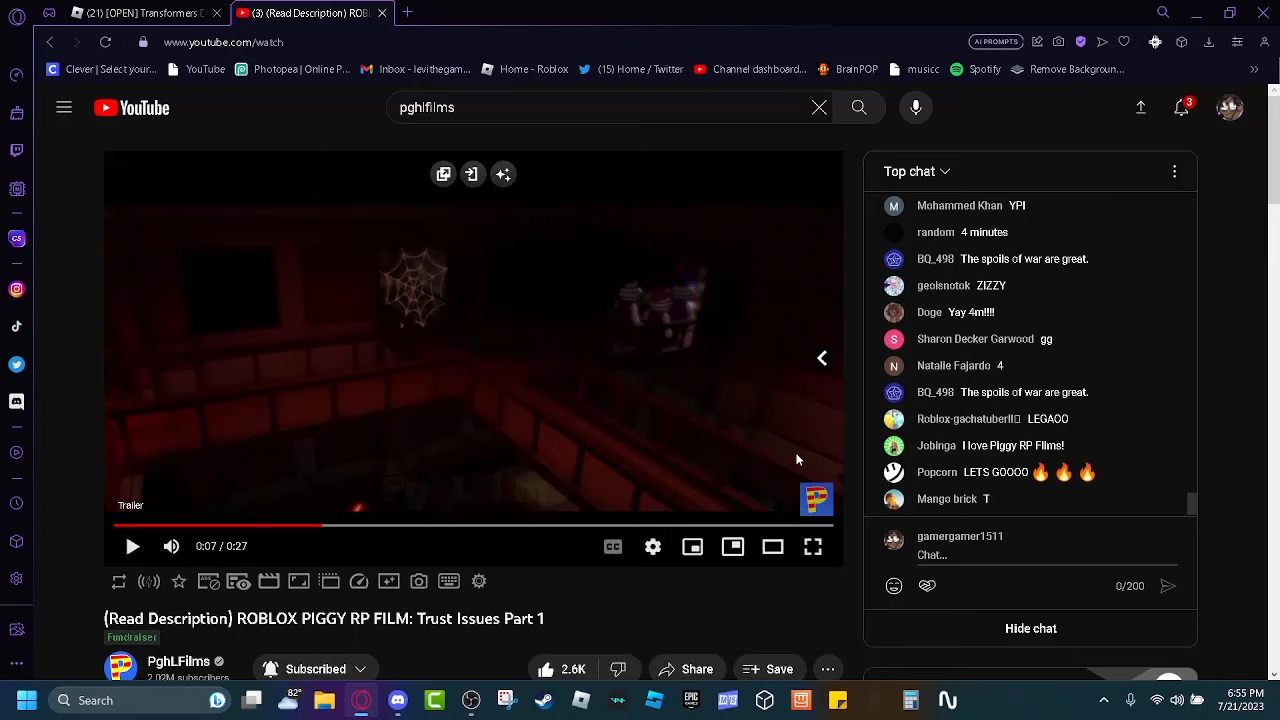 (21) [OPEN] Transformers D
(3) (Read Description) ROBL
www.youtube.com/watch
AI PROMPTS
Clever | Select your...
YouTube
Photopea | Online P...
Inbox - levithegam...
Home - Roblox
(15) Home / Twitter
Channel dashboard...
BrainPOP
musicc
Spotify
Remove Backgroun...
YouTube
pghlfilms
3
Top chat
Mohammed Khan YPI
random 4 minutes
BQ_498 The spoils of war are great.
geoisnotok ZIZZY
Doge Yay 4m!!!!
Sharon Decker Garwood gg
Natalie Fajardo 4
BQ_498 The spoils of war are great.
Roblox-gachatuber!! LEGAOO
Jobinga I love Piggy RP Films!
Popcorn LETS GOOOO 🔥 🔥 🔥
Mango brick T
Trailer
P
0:07 / 0:27
CC
gamergamer1511
Chat...
0/200
Hide chat
(Read Description) ROBLOX PIGGY RP FILM: Trust Issues Part 1
Fundraiser
PghLFilms
2.02M subscribers
Subscribed
2.6K
Share
Save
Search
82°
6:33 PM
7/21/2023